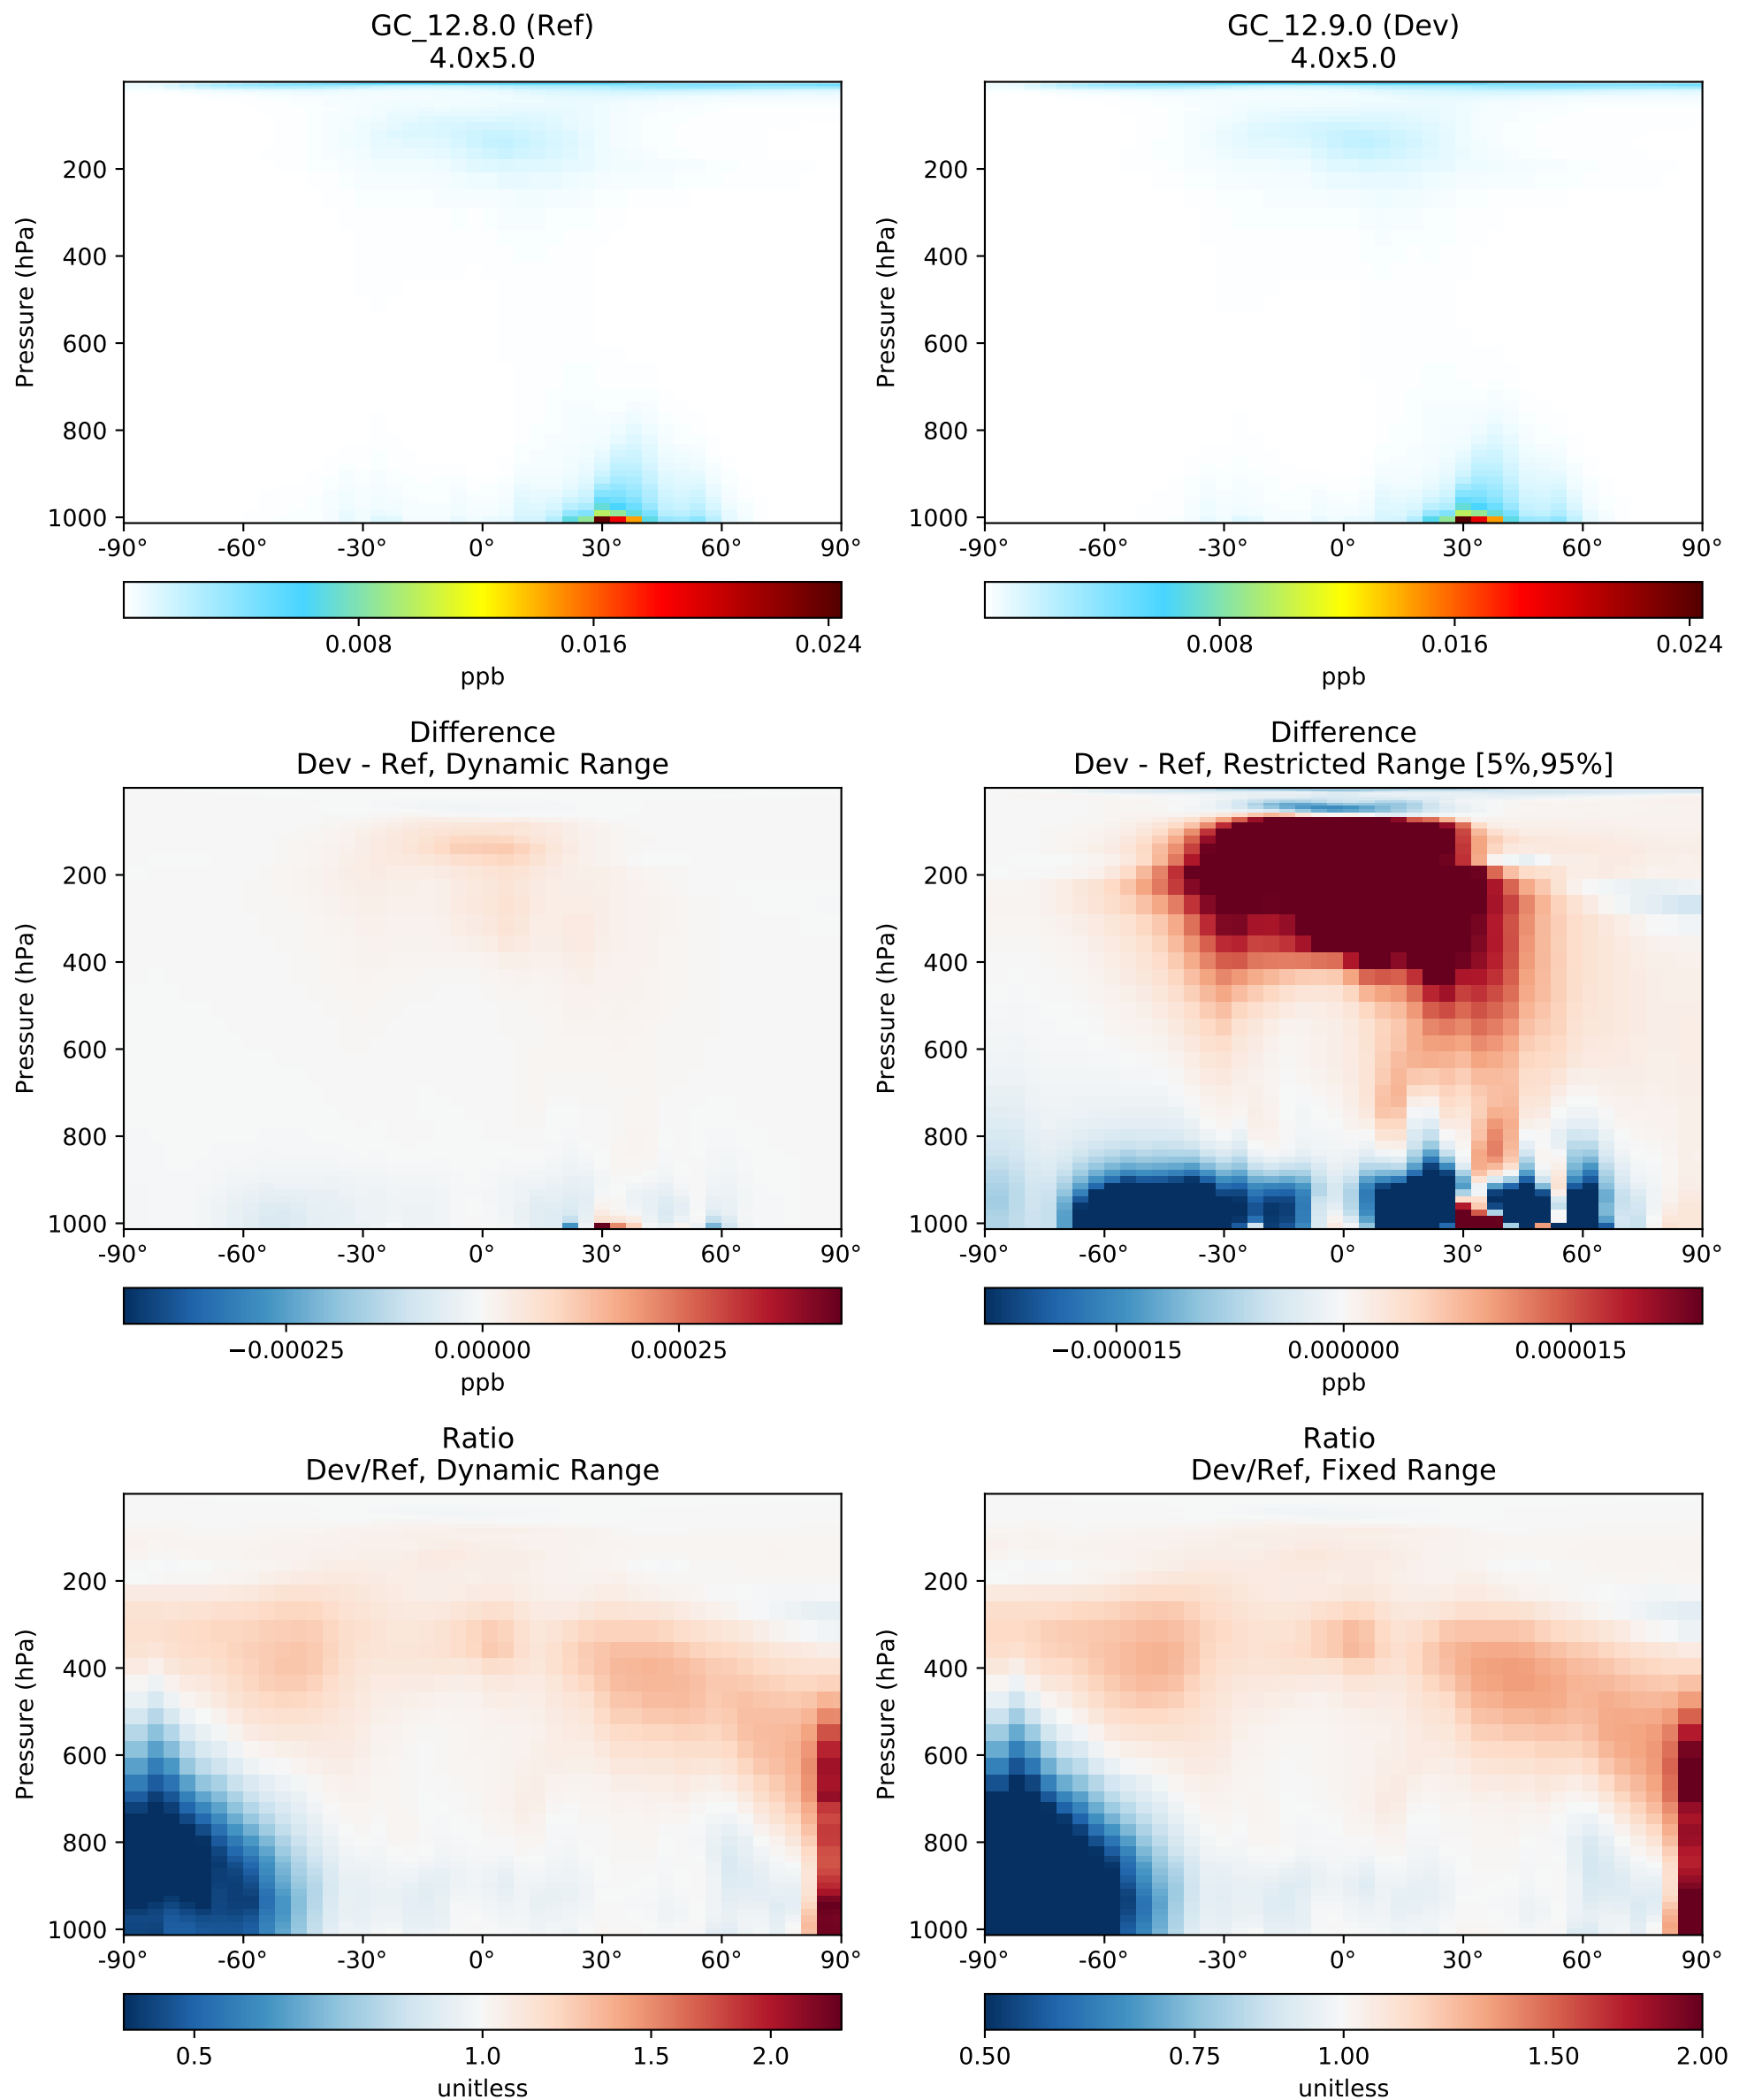 GC_12.8.0 (Ref)
4.0x5.0
Pressure (hPa)
200
400
600
800
1000
-90° -60° -30° 0° 30° 60° 90°
0.008 0.016 0.024
ppb
GC_12.9.0 (Dev)
4.0x5.0
Pressure (hPa)
200
400
600
800
1000
-90° -60° -30° 0° 30° 60° 90°
0.008 0.016 0.024
ppb
Difference
Dev - Ref, Dynamic Range
Pressure (hPa)
200
400
600
800
1000
-90° -60° -30° 0° 30° 60° 90°
−0.00025 0.00000 0.00025
ppb
Difference
Dev - Ref, Restricted Range [5%,95%]
Pressure (hPa)
200
400
600
800
1000
-90° -60° -30° 0° 30° 60° 90°
−0.000015 0.000000 0.000015
ppb
Ratio
Dev/Ref, Dynamic Range
Pressure (hPa)
200
400
600
800
1000
-90° -60° -30° 0° 30° 60° 90°
0.5 1.0 1.5 2.0
unitless
Ratio
Dev/Ref, Fixed Range
Pressure (hPa)
200
400
600
800
1000
-90° -60° -30° 0° 30° 60° 90°
0.50 0.75 1.00 1.50 2.00
unitless